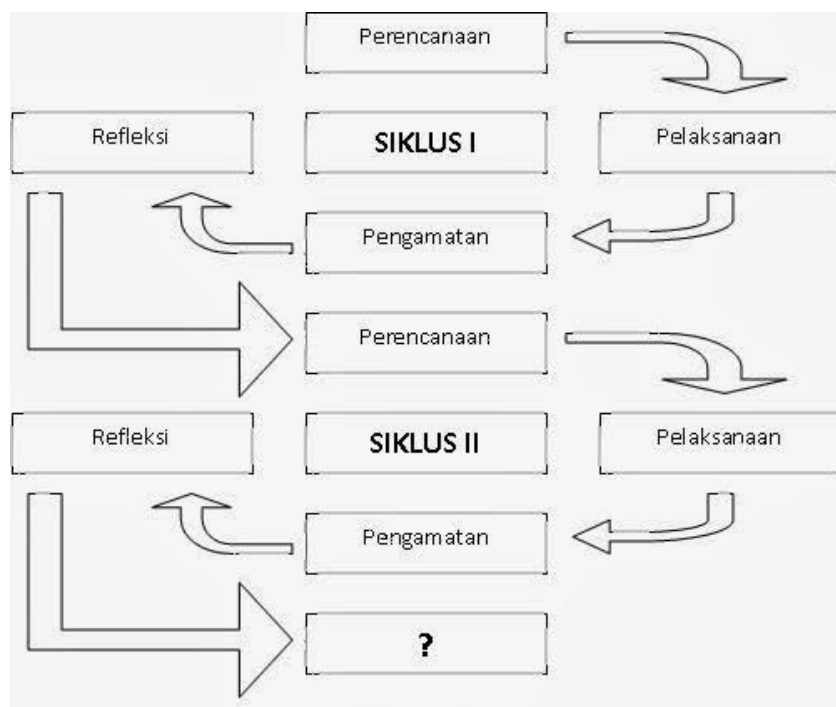 Perencanaan
Refleksi
SIKLUS I
Pelaksanaan
Pengamatan
Perencanaan
Refleksi
SIKLUS II
Pelaksanaan
Pengamatan
?